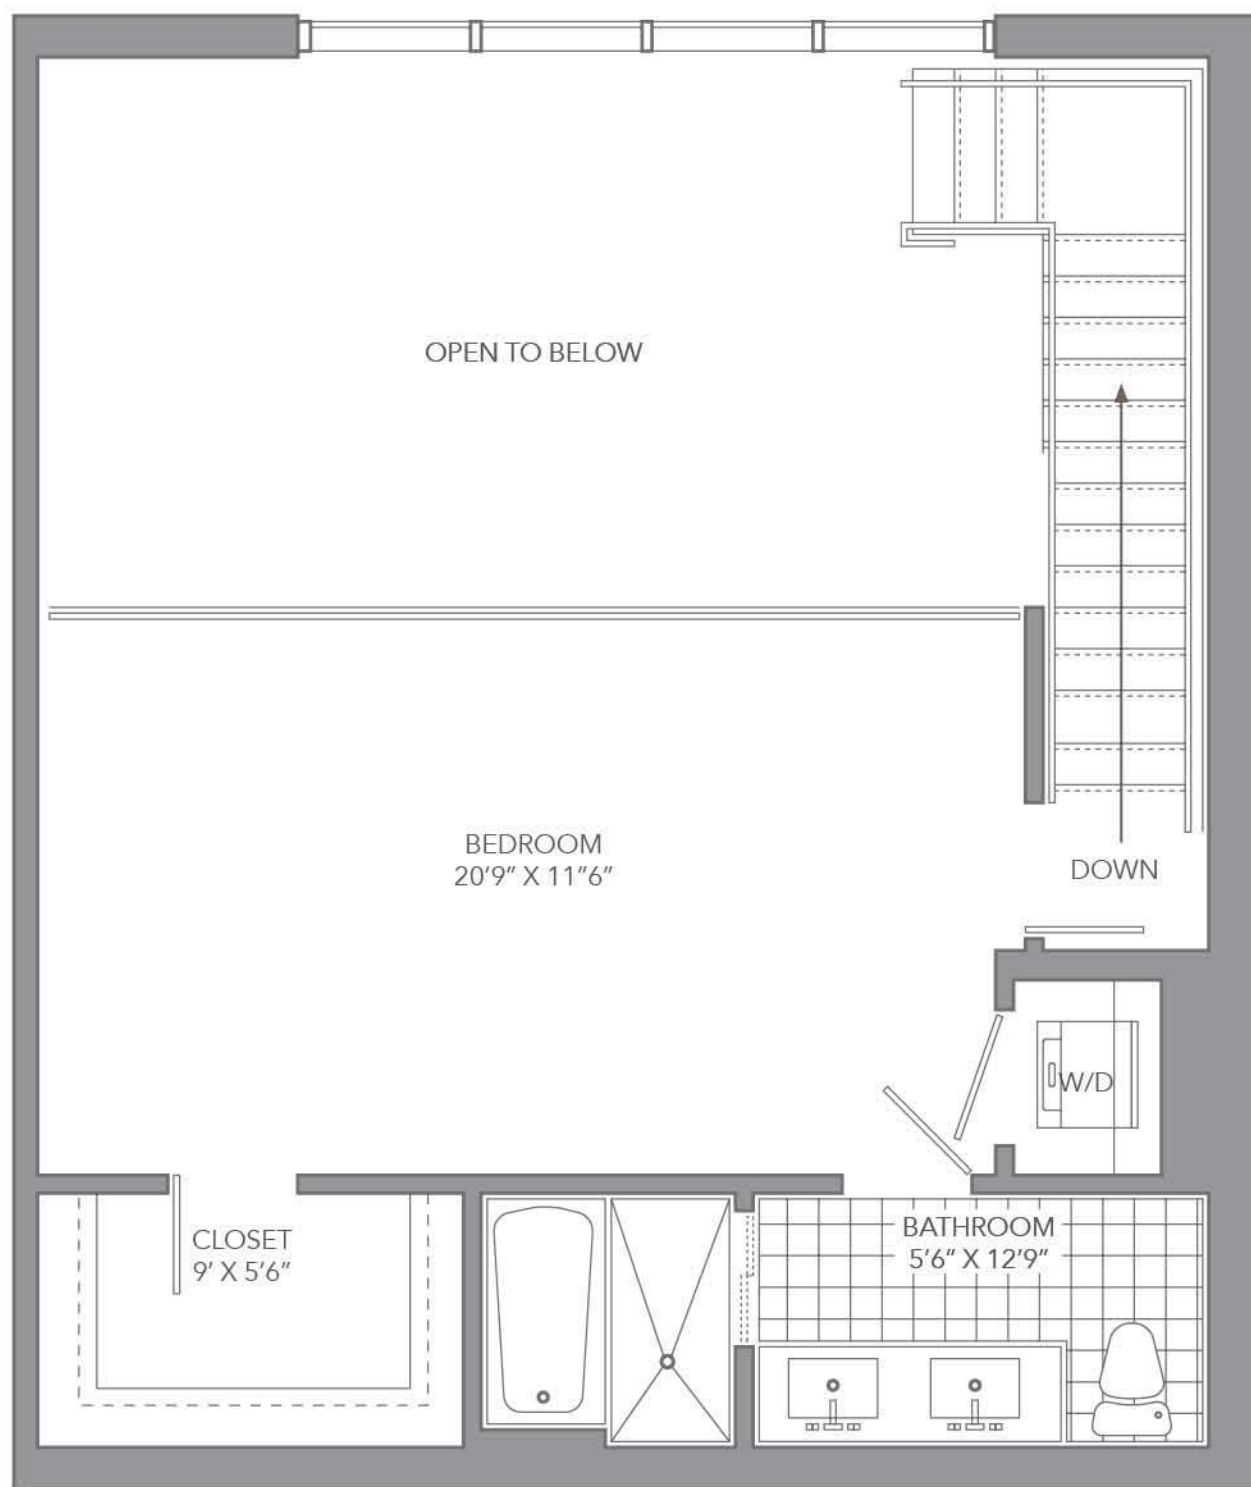 OPEN TO BELOW
BEDROOM
20'9" X 11"6"
DOWN
W/D
CLOSET
9' X 5'6"
BATHROOM
5'6" X 12'9"